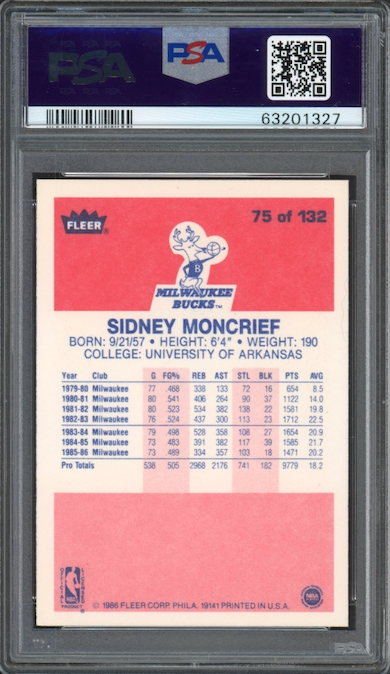 PSA
PSA
63201327
FLEER
75 of 132
B
MILWAUKEE
BUCKS™
SIDNEY MONCRIEF
BORN: 9/21/57 • HEIGHT: 6'4" • WEIGHT: 190
COLLEGE: UNIVERSITY OF ARKANSAS
Year Club G FG% REB AST STL BLK PTS AVG
1979-80 Milwaukee 77 .468 338 133 72 16 654 8.5
1980-81 Milwaukee 80 .541 406 264 90 37 1122 14.0
1981-82 Milwaukee 80 .523 534 382 138 22 1581 19.8
1982-83 Milwaukee 76 .524 437 300 113 23 1712 22.5
1983-84 Milwaukee 79 .498 528 358 108 27 1654 20.9
1984-85 Milwaukee 73 .483 391 382 117 39 1585 21.7
1985-86 Milwaukee 73 .489 334 357 103 18 1471 20.2
Pro Totals 538 .505 2968 2176 741 182 9779 18.2
OFFICIAL LICENSED
NBA
PRODUCT
© 1986 FLEER CORP. PHILA. 19141 PRINTED IN U.S.A.